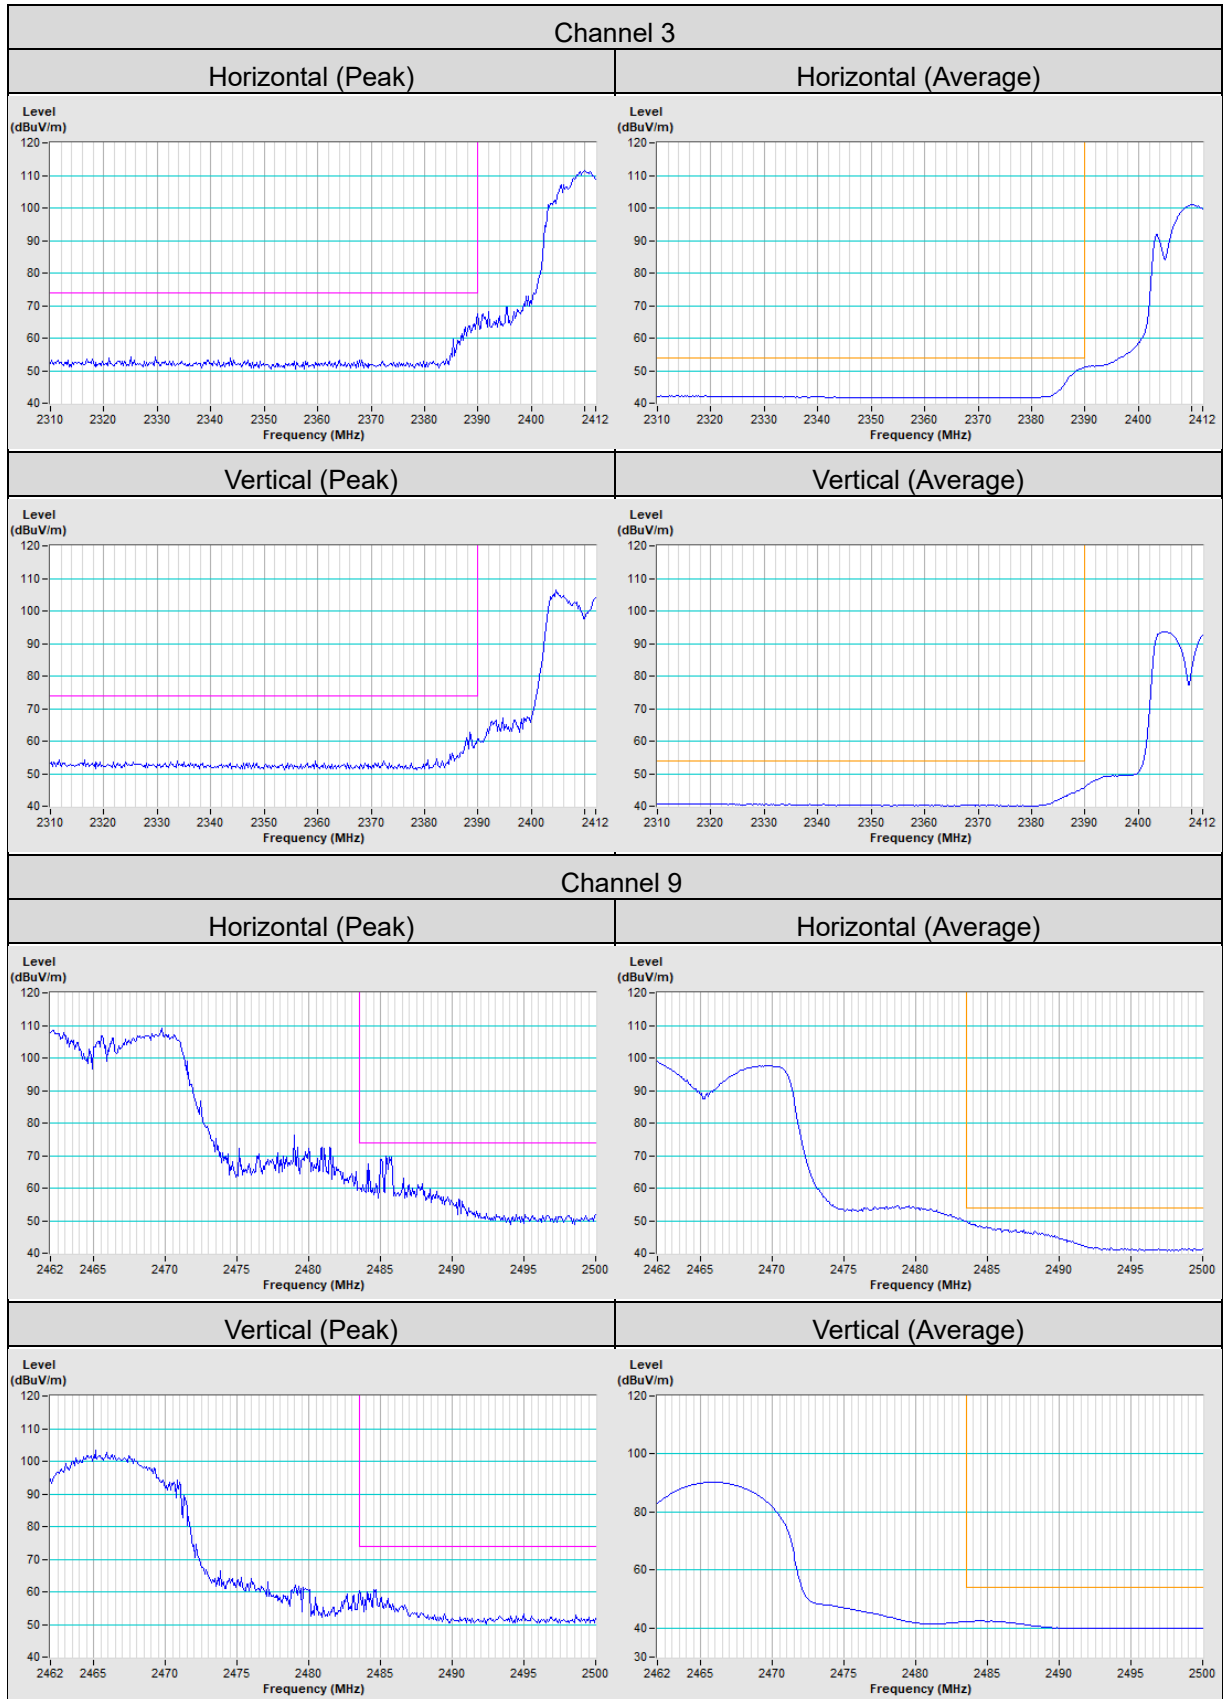 Channel 3
Horizontal (Peak)
Horizontal (Average)
Level
(dBuV/m)
120
110
100
90
80
70
60
50
40
2310 2320 2330 2340 2350 2360 2370 2380 2390 2400 2412
Frequency (MHz)
Level
(dBuV/m)
120
110
100
90
80
70
60
50
40
2310 2320 2330 2340 2350 2360 2370 2380 2390 2400 2412
Frequency (MHz)
Vertical (Peak)
Vertical (Average)
Level
(dBuV/m)
120
110
100
90
80
70
60
50
40
2310 2320 2330 2340 2350 2360 2370 2380 2390 2400 2412
Frequency (MHz)
Level
(dBuV/m)
120
110
100
90
80
70
60
50
40
2310 2320 2330 2340 2350 2360 2370 2380 2390 2400 2412
Frequency (MHz)
Channel 9
Horizontal (Peak)
Horizontal (Average)
Level
(dBuV/m)
120
110
100
90
80
70
60
50
40
2462 2465 2470 2475 2480 2485 2490 2495 2500
Frequency (MHz)
Level
(dBuV/m)
120
110
100
90
80
70
60
50
40
2462 2465 2470 2475 2480 2485 2490 2495 2500
Frequency (MHz)
Vertical (Peak)
Vertical (Average)
Level
(dBuV/m)
120
110
100
90
80
70
60
50
40
2462 2465 2470 2475 2480 2485 2490 2495 2500
Frequency (MHz)
Level
(dBuV/m)
120
100
80
60
40
30
2462 2465 2470 2475 2480 2485 2490 2495 2500
Frequency (MHz)